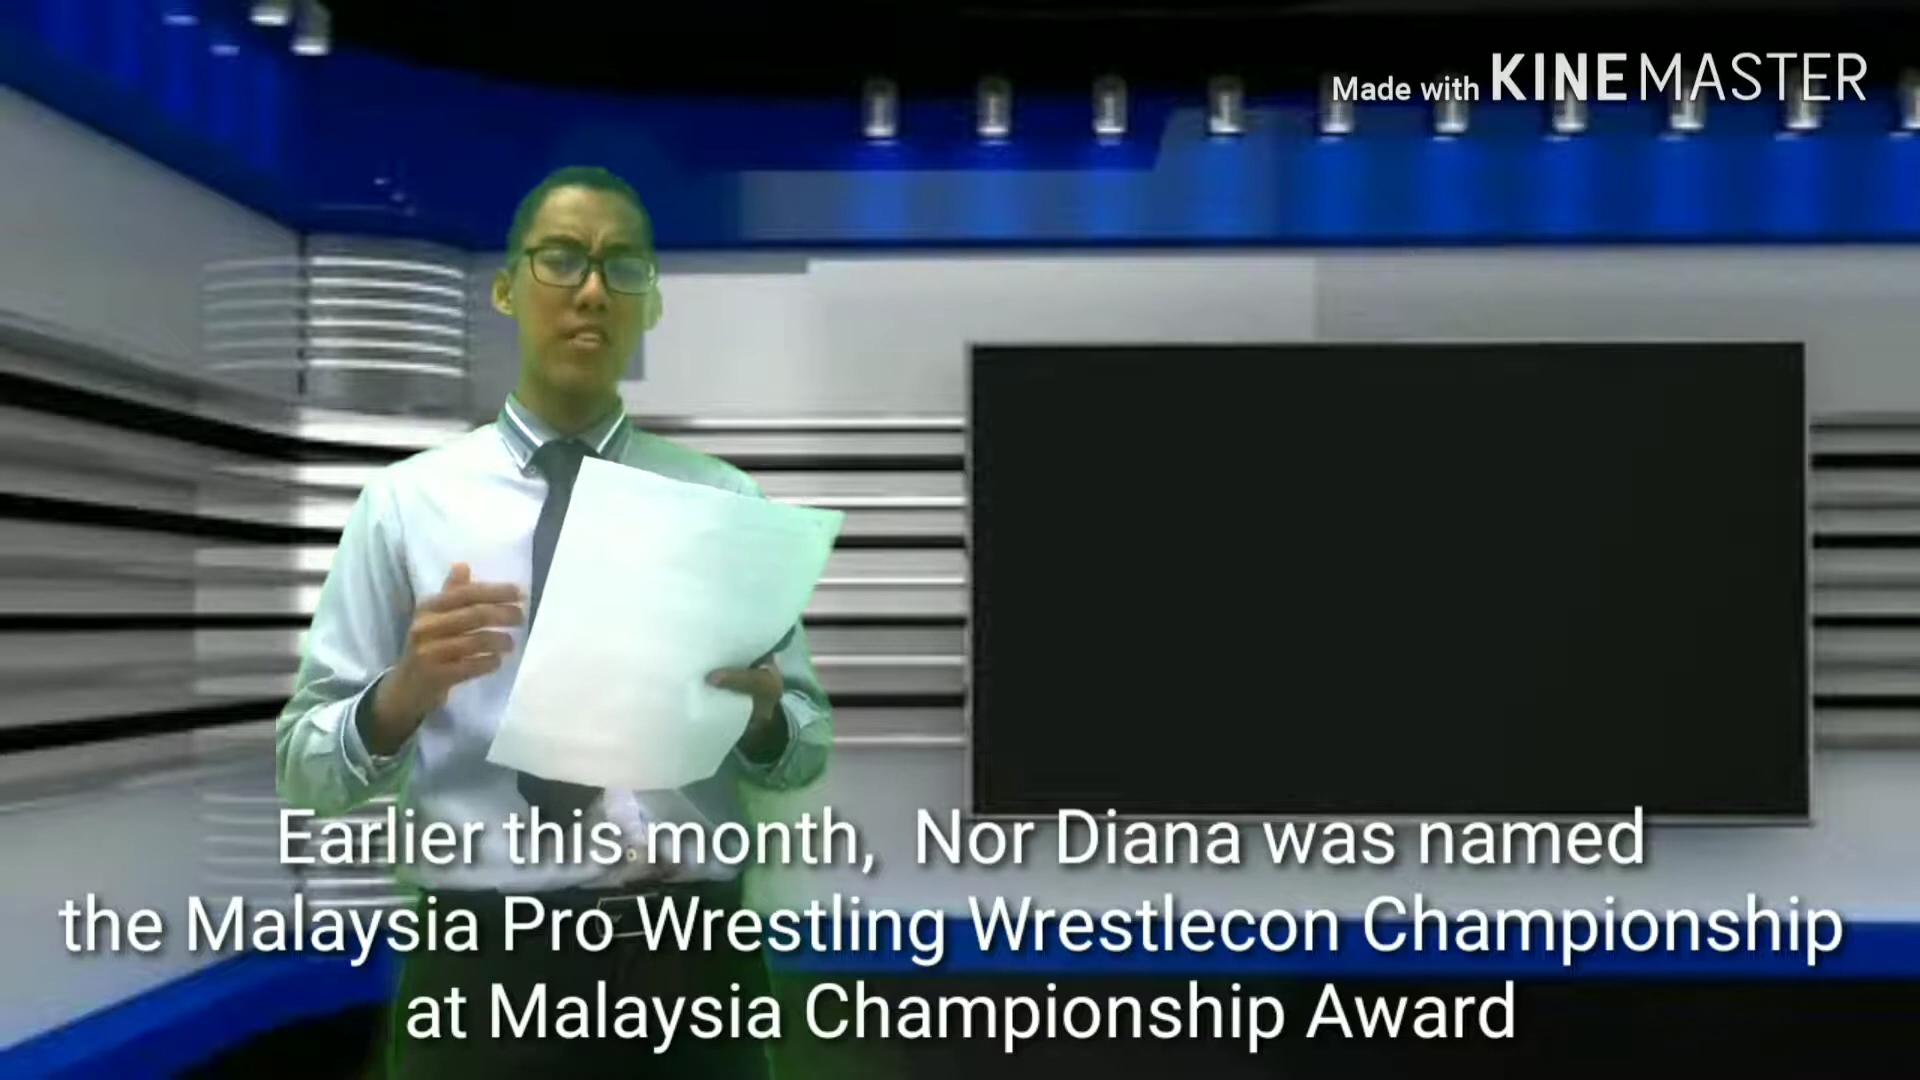 Made with KINEMASTER
Earlier this month,  Nor Diana was named
the Malaysia Pro Wrestling Wrestlecon Championship
at Malaysia Championship Award